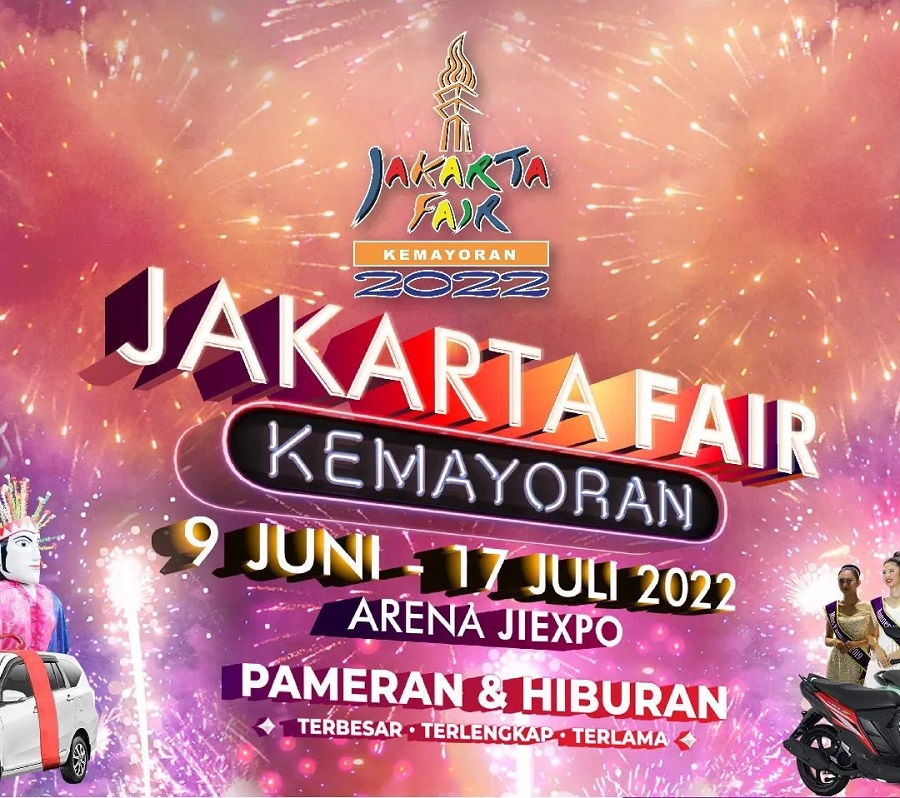 JAKARTA
FAIR
KEMAYORAN
2022
JAKARTA FAIR
KEMAYORAN
9 JUNI - 17 JULI 2022
ARENA JIEXPO
PAMERAN & HIBURAN
TERBESAR • TERLENGKAP • TERLAMA